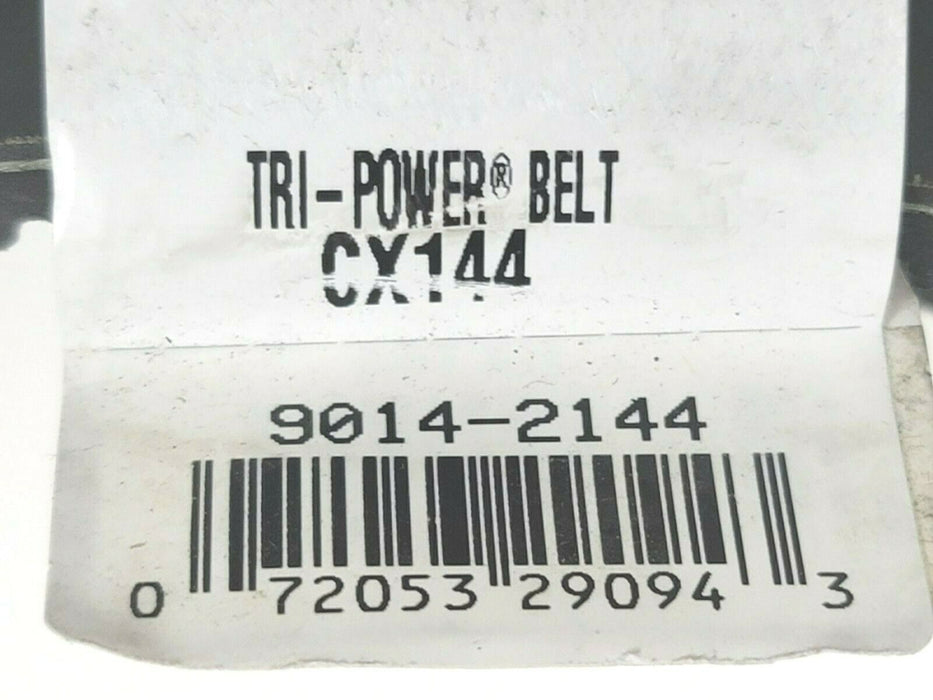 TRI-POWER® BELT
CX144
9014-2144
0 72053 29094 3